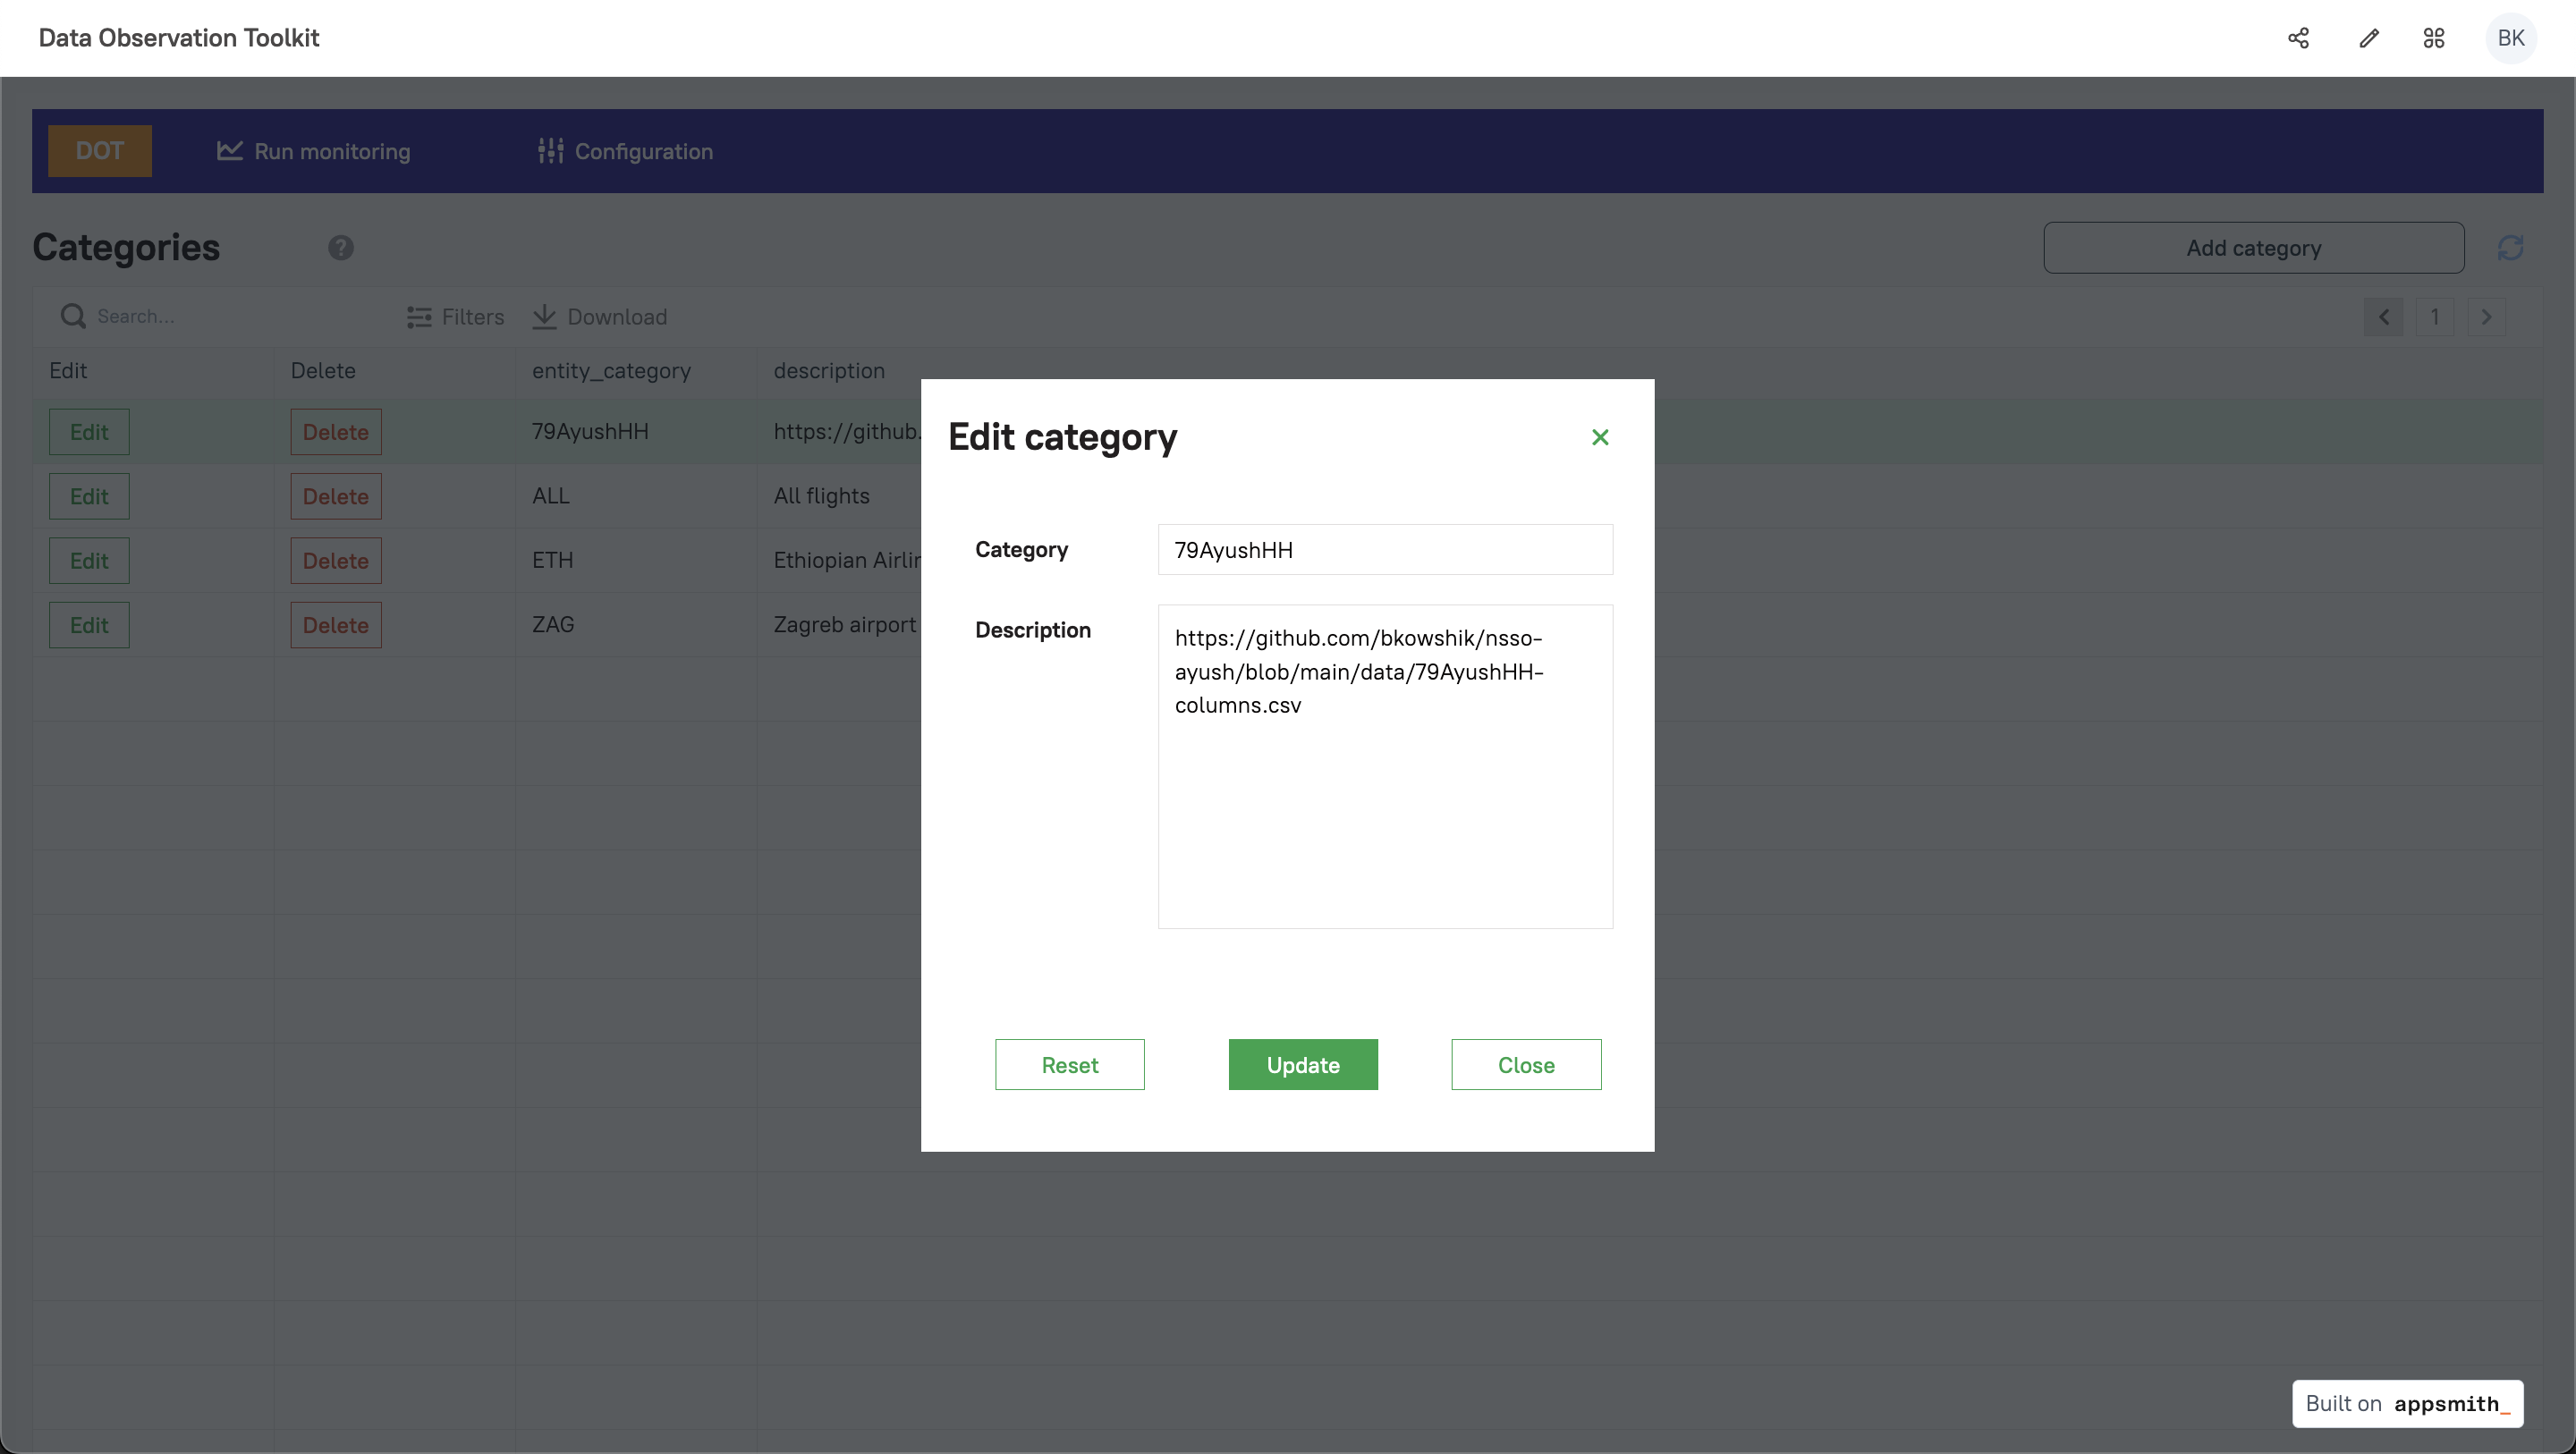 Data Observation Toolkit
BK
DOT
Run monitoring
Configuration
Categories
?
Add category
Search...
Filters
Download
1
Edit Delete entity_category description
Edit Delete 79AyushHH https://github.
Edit Delete ALL All flights
Edit Delete ETH Ethiopian Airlin
Edit Delete ZAG Zagreb airport
Edit category
Category
79AyushHH
Description
https://github.com/bkowshik/nsso-
ayush/blob/main/data/79AyushHH-
columns.csv
Reset
Update
Close
Built on appsmith_